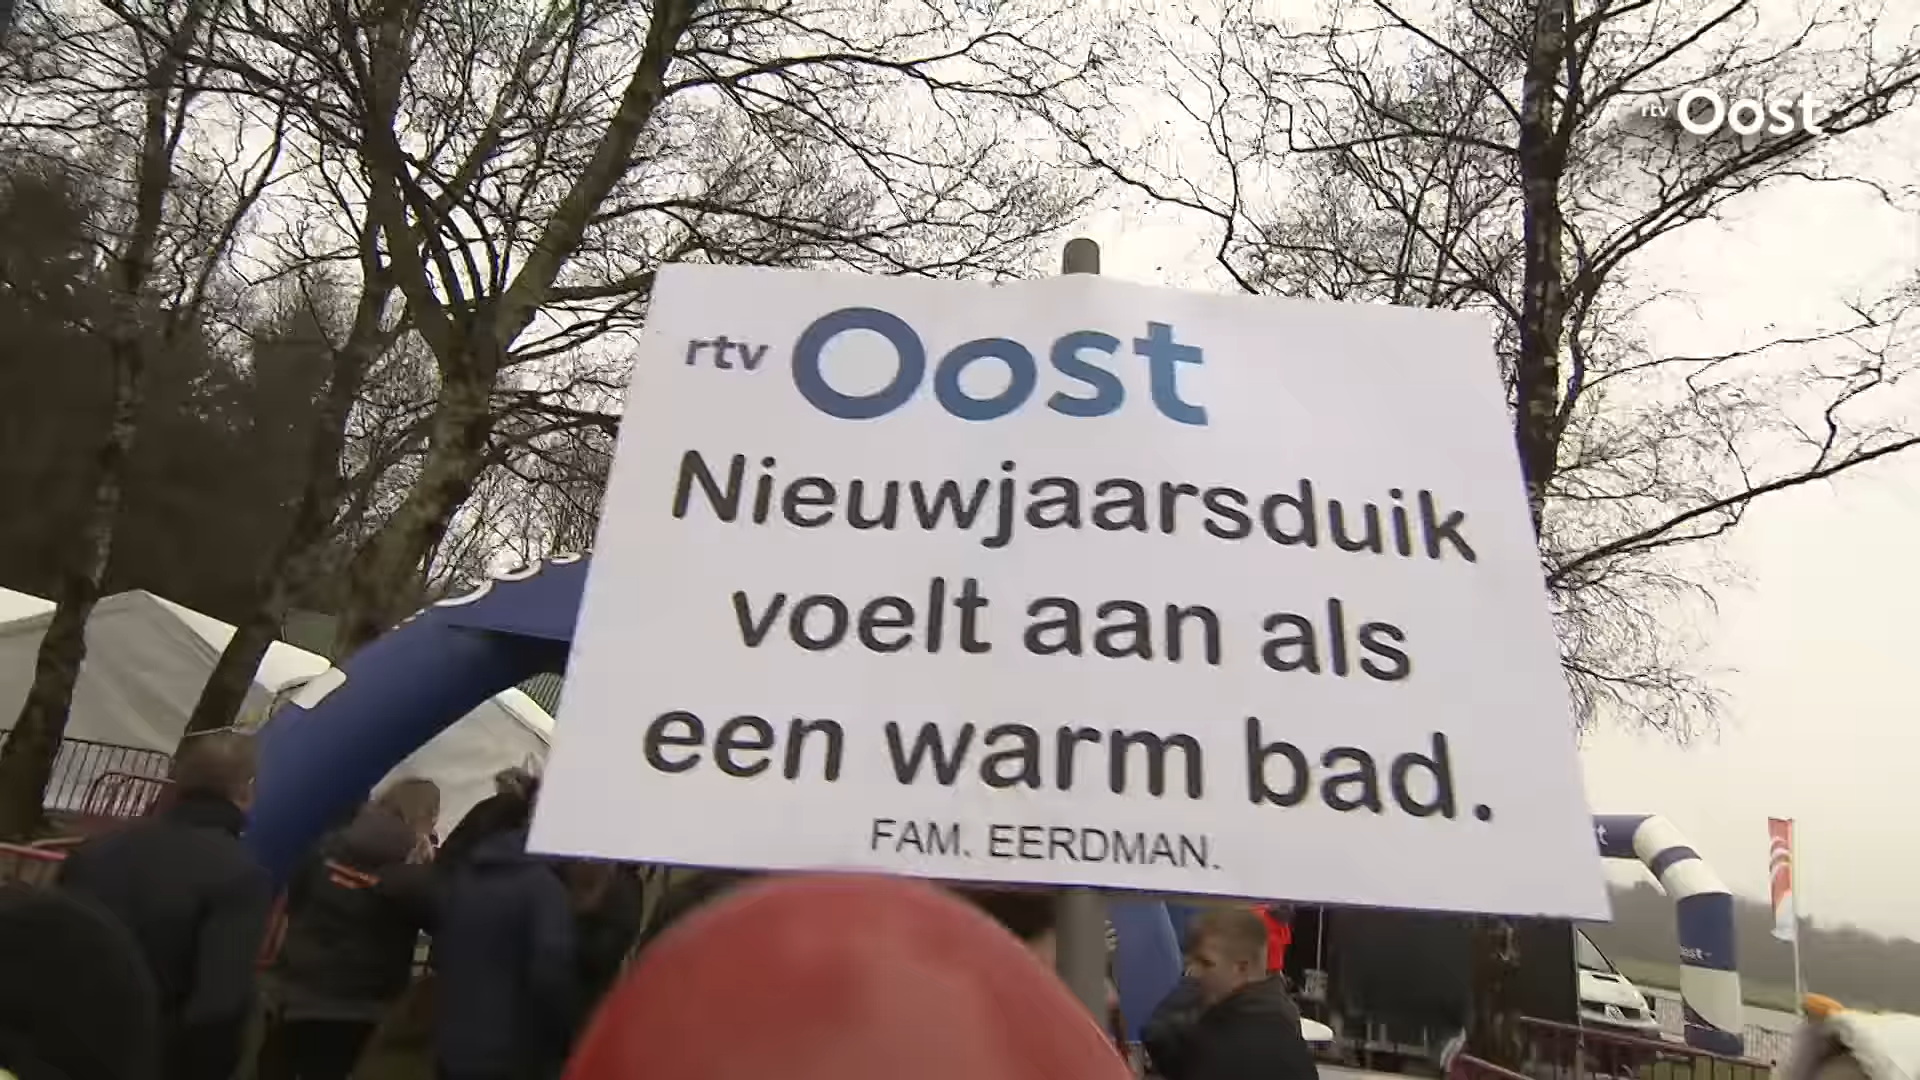 rtv Oost
rtv Oost
Nieuwjaarsduik
voelt aan als
een warm bad.
FAM. EERDMAN.